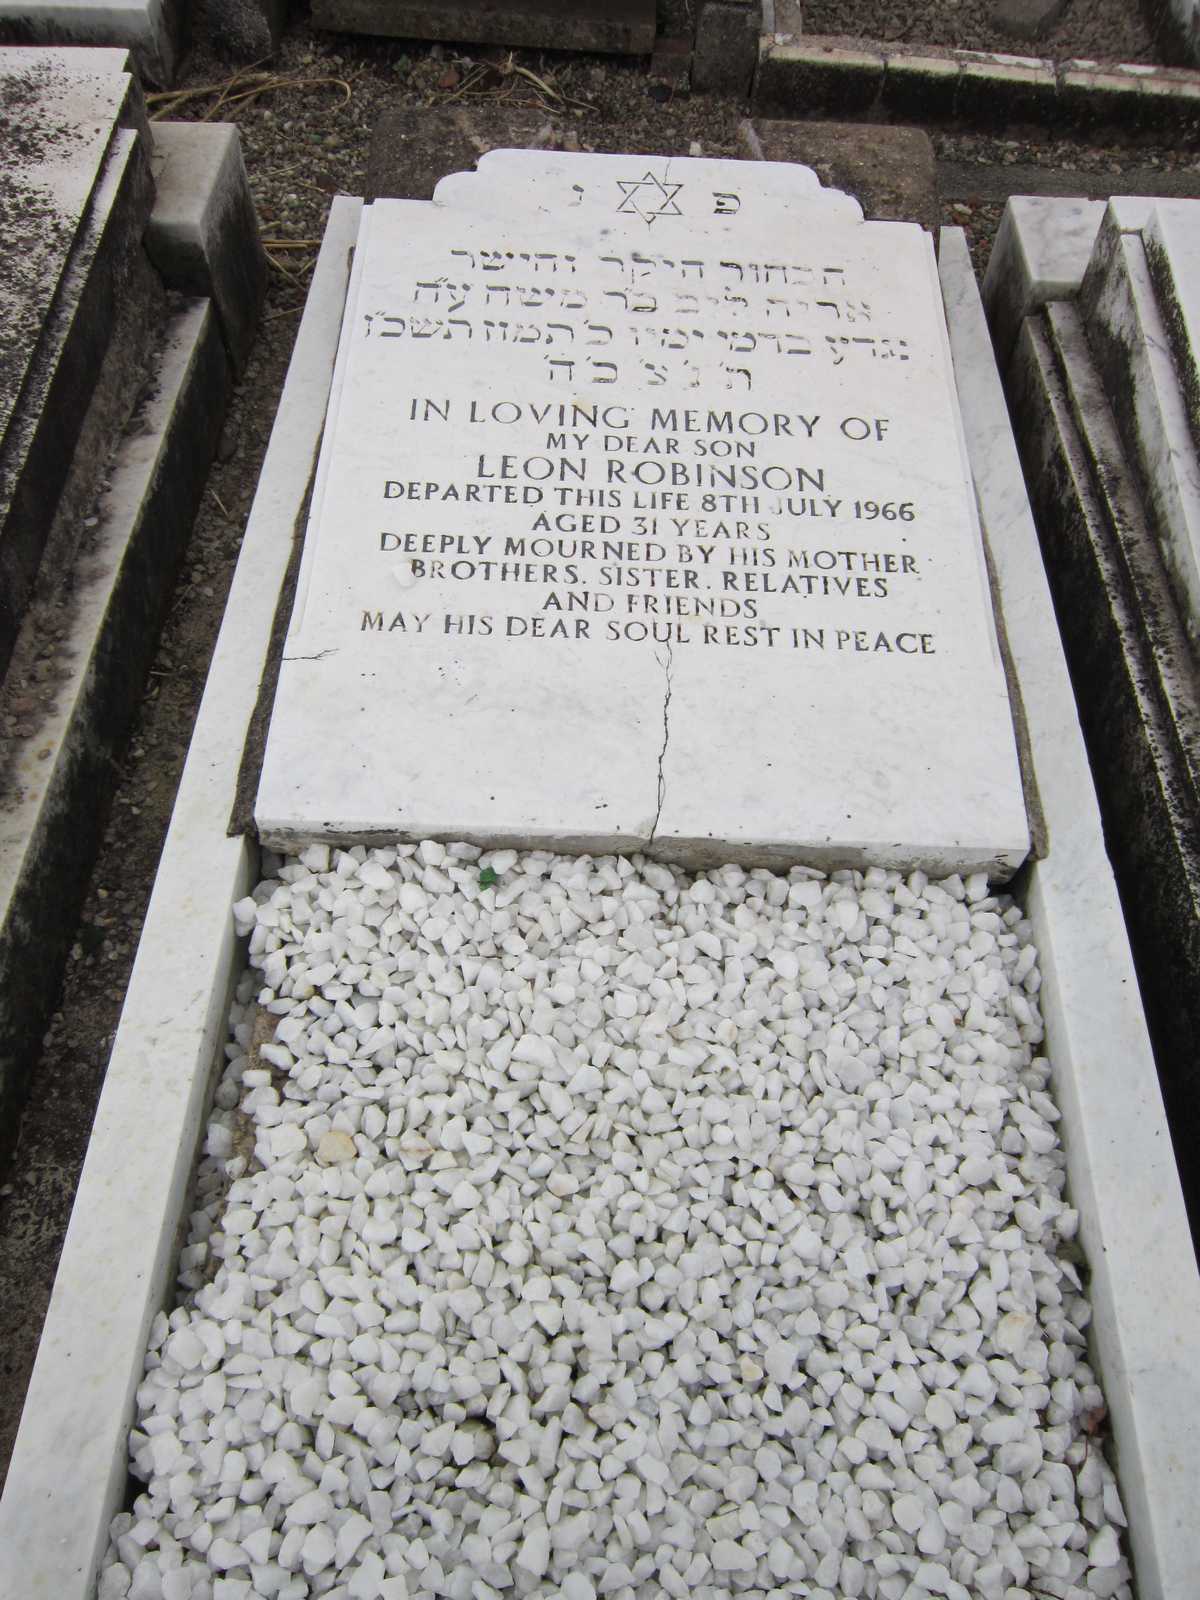 פ נ
הבחור היקר והישר
אריה ליב ב״ר משה ע״ה
נגדע בדמי ימיו כ׳ תמוז תשכ״ו
ת׳ נ׳ צ׳ ב׳ ה׳
IN LOVING MEMORY OF
MY DEAR SON
LEON ROBINSON
DEPARTED THIS LIFE 8TH JULY 1966
AGED 31 YEARS
DEEPLY MOURNED BY HIS MOTHER
BROTHERS. SISTER. RELATIVES
AND FRIENDS
MAY HIS DEAR SOUL REST IN PEACE